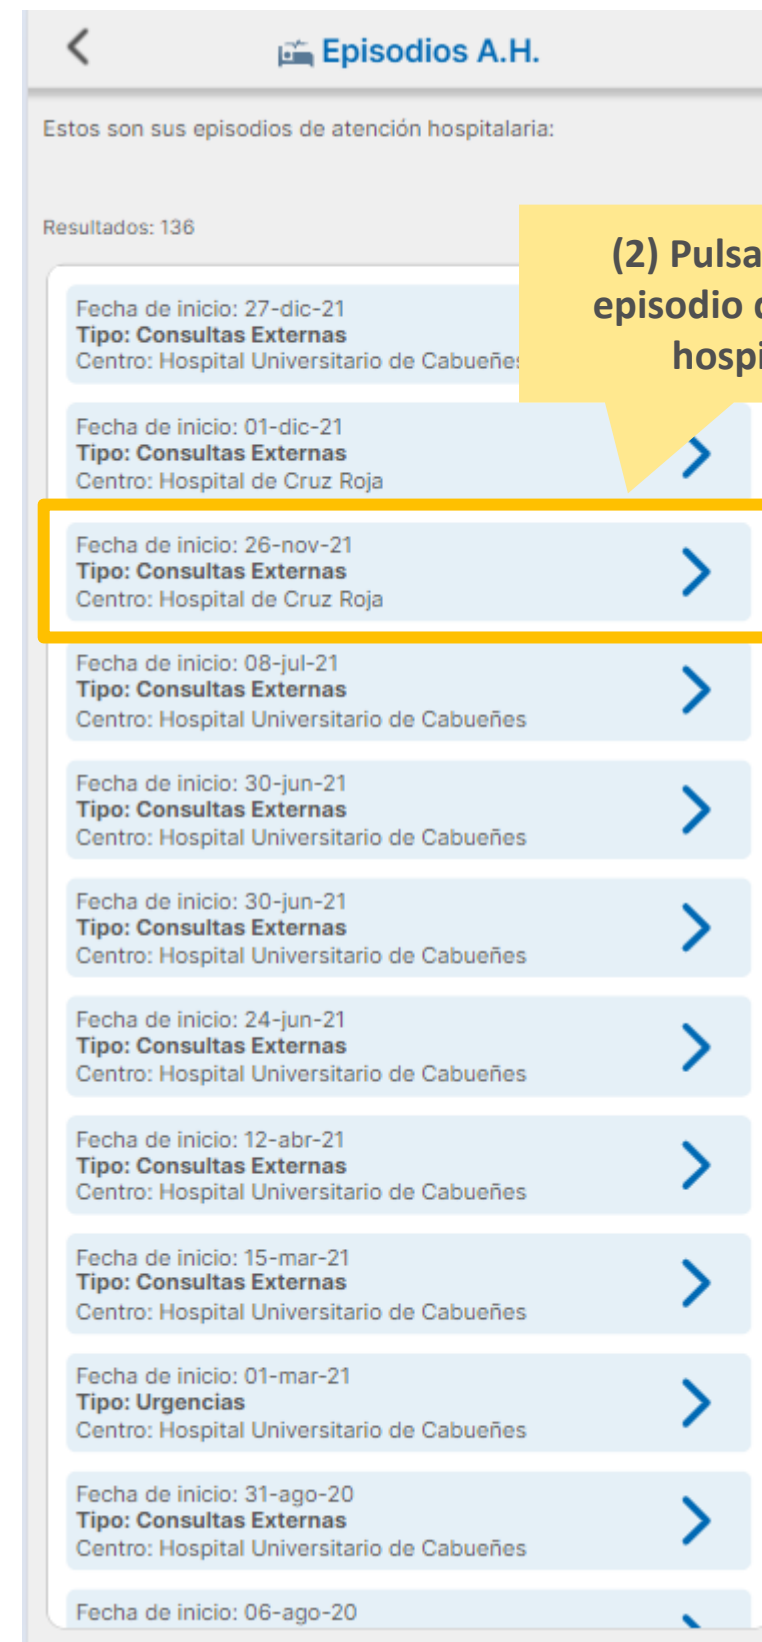 Episodios A.H.
Estos son sus episodios de atención hospitalaria:
Resultados: 136
(2) Pulsa
episodio
hospi
Fecha de inicio: 27-dic-21
Tipo: Consultas Externas
Centro: Hospital Universitario de Cabueñes
Fecha de inicio: 01-dic-21
Tipo: Consultas Externas
Centro: Hospital de Cruz Roja
Fecha de inicio: 26-nov-21
Tipo: Consultas Externas
Centro: Hospital de Cruz Roja
Fecha de inicio: 08-jul-21
Tipo: Consultas Externas
Centro: Hospital Universitario de Cabueñes
Fecha de inicio: 30-jun-21
Tipo: Consultas Externas
Centro: Hospital Universitario de Cabueñes
Fecha de inicio: 30-jun-21
Tipo: Consultas Externas
Centro: Hospital Universitario de Cabueñes
Fecha de inicio: 24-jun-21
Tipo: Consultas Externas
Centro: Hospital Universitario de Cabueñes
Fecha de inicio: 12-abr-21
Tipo: Consultas Externas
Centro: Hospital Universitario de Cabueñes
Fecha de inicio: 15-mar-21
Tipo: Consultas Externas
Centro: Hospital Universitario de Cabueñes
Fecha de inicio: 01-mar-21
Tipo: Urgencias
Centro: Hospital Universitario de Cabueñes
Fecha de inicio: 31-ago-20
Tipo: Consultas Externas
Centro: Hospital Universitario de Cabueñes
Fecha de inicio: 06-ago-20